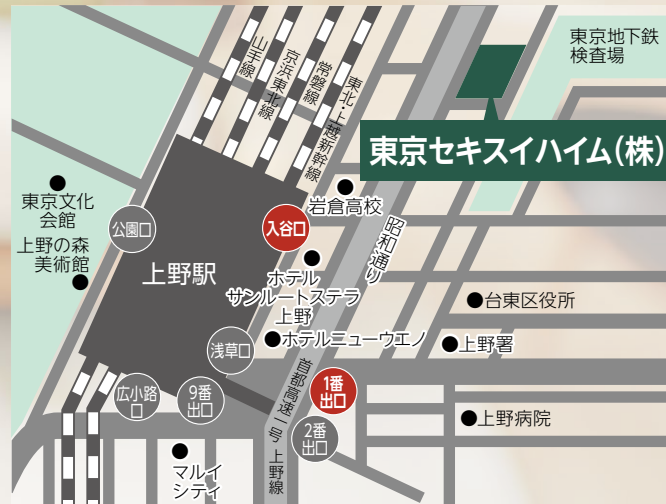 山手線
京浜東北線
常磐線
東北・上越新幹線
東京地下鉄
検査場
東京セキスイハイム(株)
東京文化
会館
上野の森
美術館
公園口
上野駅
入谷口
岩倉高校
昭和通り
ホテル
サンルートステラ
上野
ホテルニューウエノ
台東区役所
上野署
浅草口
広小路
口
9番
出口
首都高速一号 上野線
1番
出口
2番
出口
上野病院
マルイ
シティ